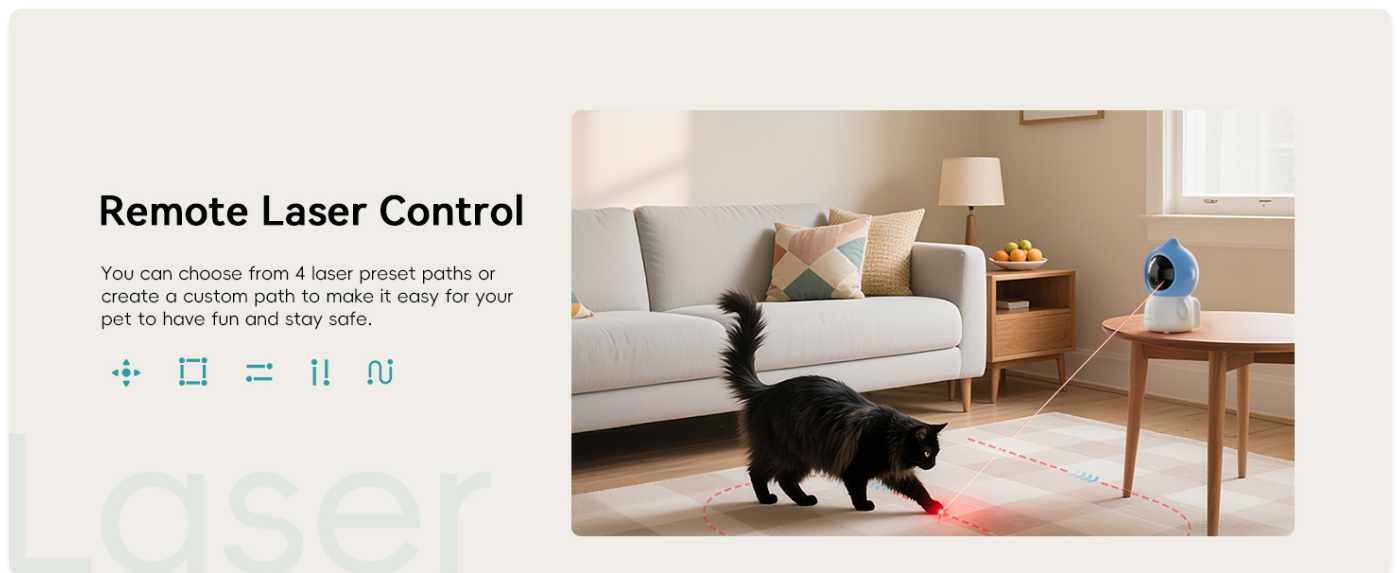 Remote Laser Control
You can choose from 4 laser preset paths or
create a custom path to make it easy for your
pet to have fun and stay safe.
Laser